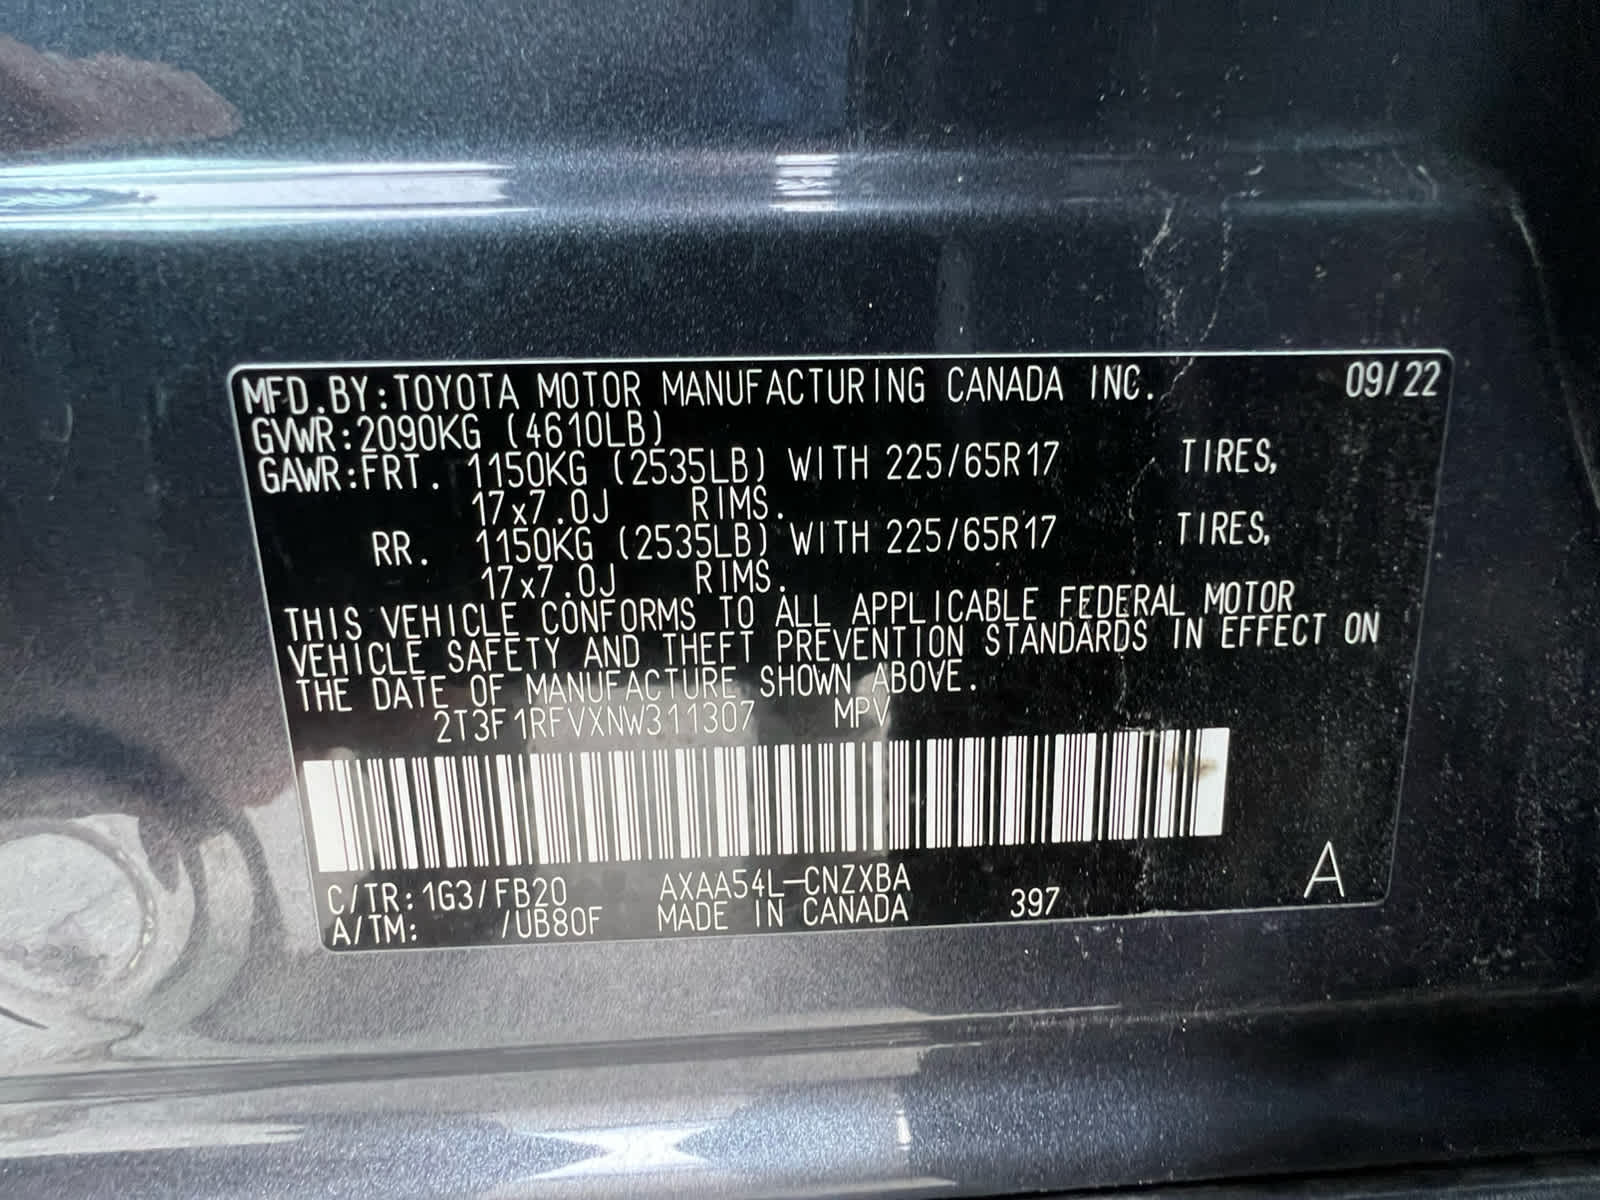 MFD.BY:TOYOTA MOTOR MANUFACTURING CANADA INC. 09/22
GVWR:2090KG (4610LB)
GAWR:FRT. 1150KG (2535LB) WITH 225/65R17 TIRES,
17x7.0J RIMS.
RR. 1150KG (2535LB) WITH 225/65R17 TIRES,
17x7.0J RIMS.
THIS VEHICLE CONFORMS TO ALL APPLICABLE FEDERAL MOTOR
VEHICLE SAFETY AND THEFT PREVENTION STANDARDS IN EFFECT ON
THE DATE OF MANUFACTURE SHOWN ABOVE.
2T3F1RFVXNW311307 MPV
C/TR:1G3/FB20 AXAA54L-CNZXBA
A/TM: /UB80F MADE IN CANADA 397 A